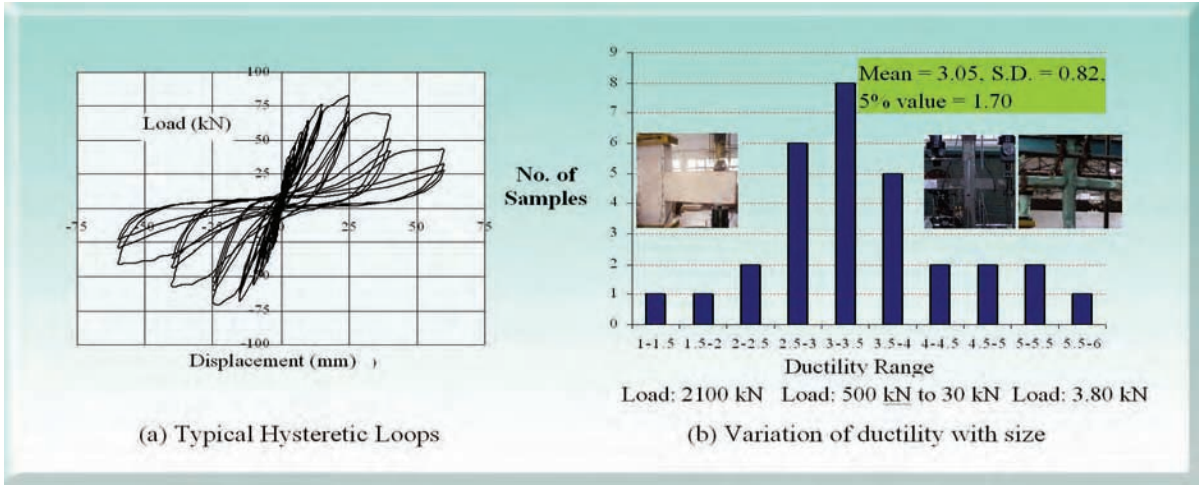 100
75
Load (kN)
50
25
0
-75
-50
-25
0
25
50
75
-75
-100
Displacement (mm)
(a) Typical Hysteretic Loops
9
8
7
6
5
4
3
2
1
0
No. of
Samples
Mean = 3.05, S.D. = 0.82,
5% value = 1.70
1-1.5 1.5-2 2-2.5 2.5-3 3-3.5 3.5-4 4-4.5 4.5-5 5-5.5 5.5-6
Ductility Range
Load: 2100 kN Load: 500 kN to 30 kN Load: 3.80 kN
(b) Variation of ductility with size